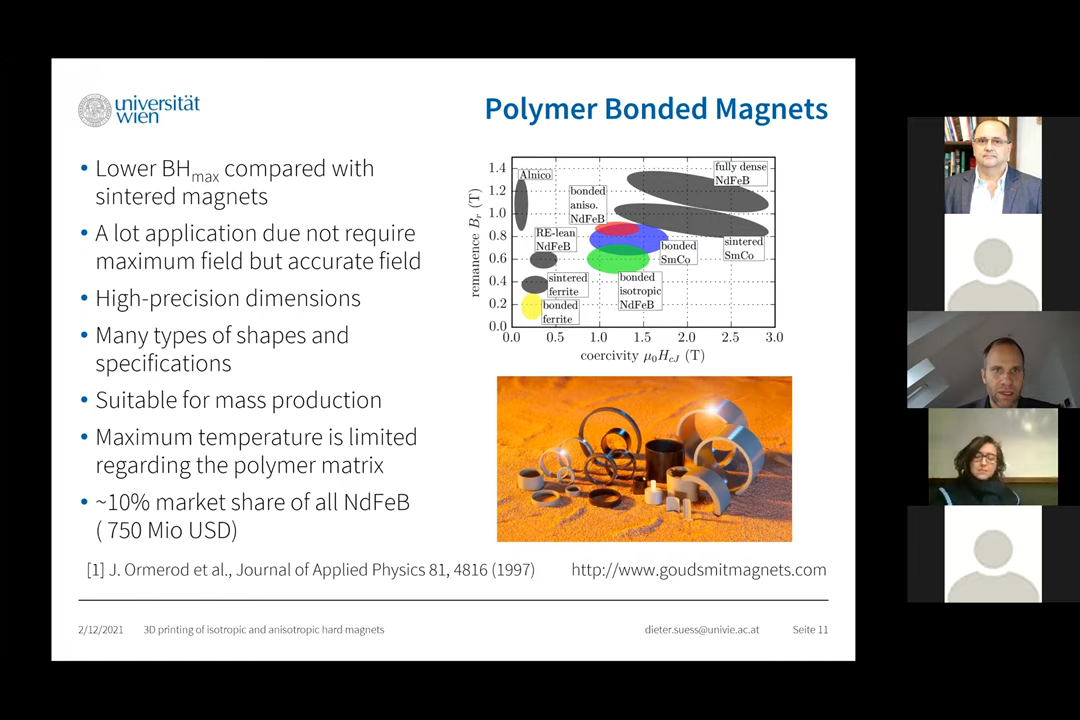 universität
wien
Polymer Bonded Magnets
• Lower BHmax compared with
sintered magnets
• A lot application due not require
maximum field but accurate field
• High-precision dimensions
• Many types of shapes and
specifications
• Suitable for mass production
• Maximum temperature is limited
regarding the polymer matrix
• ~10% market share of all NdFeB
( 750 Mio USD)
remanence Br (T)
1.4
1.2
1.0
0.8
0.6
0.4
0.2
0.0
Alnico
fully dense
NdFeB
bonded
aniso.
NdFeB
RE-lean
NdFeB
bonded
SmCo
sintered
SmCo
sintered
ferrite
bonded
isotropic
NdFeB
bonded
ferrite
0.0 0.5 1.0 1.5 2.0 2.5 3.0
coercivity μ0HcJ (T)
[1] J. Ormerod et al., Journal of Applied Physics 81, 4816 (1997)
http://www.goudsmitmagnets.com
2/12/2021 3D printing of isotropic and anisotropic hard magnets dieter.suess@univie.ac.at Seite 11